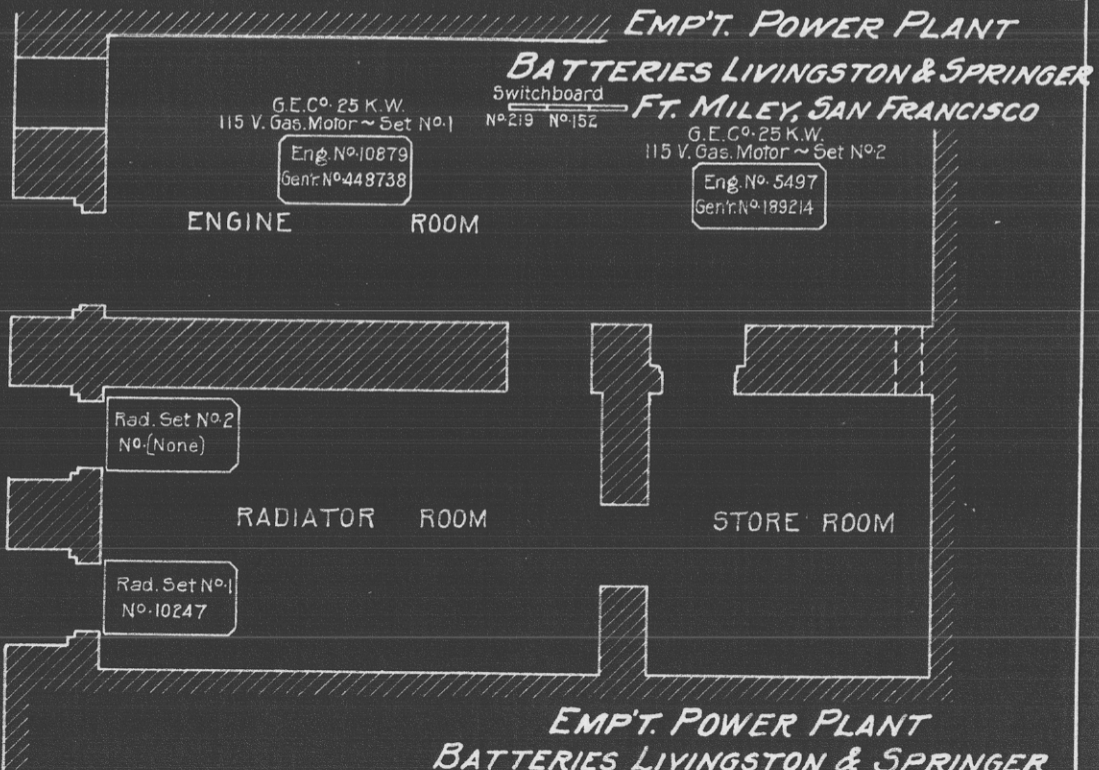 EMP'T. POWER PLANT
BATTERIES LIVINGSTON & SPRINGER
FT. MILEY, SAN FRANCISCO
Switchboard
Nº.219 Nº.152
G.E.Cº. 25 K.W.
115 V. Gas. Motor ~ Set Nº.1
Eng. Nº.10879
Gen'r. Nº.448738
G.E.Cº. 25 K.W.
115 V. Gas. Motor ~ Set Nº.2
Eng. Nº. 5497
Gen'r. Nº.189214
ENGINE ROOM
Rad. Set Nº.2
Nº.(None)
RADIATOR ROOM
STORE ROOM
Rad. Set Nº.1
Nº.10247
EMP'T. POWER PLANT
BATTERIES LIVINGSTON & SPRINGER